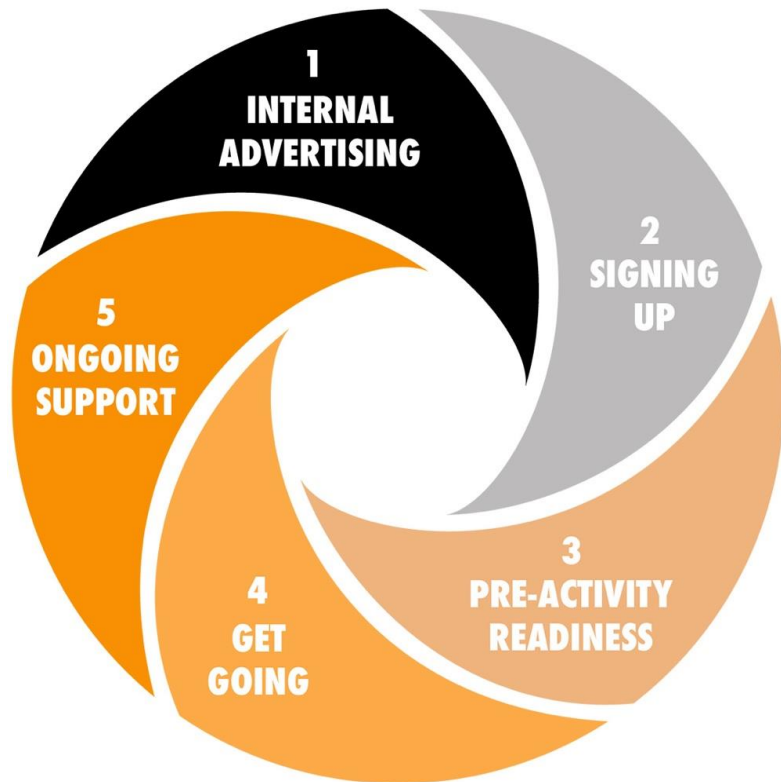 1
INTERNAL
ADVERTISING
2
SIGNING
UP
3
PRE-ACTIVITY
READINESS
4
GET
GOING
5
ONGOING
SUPPORT